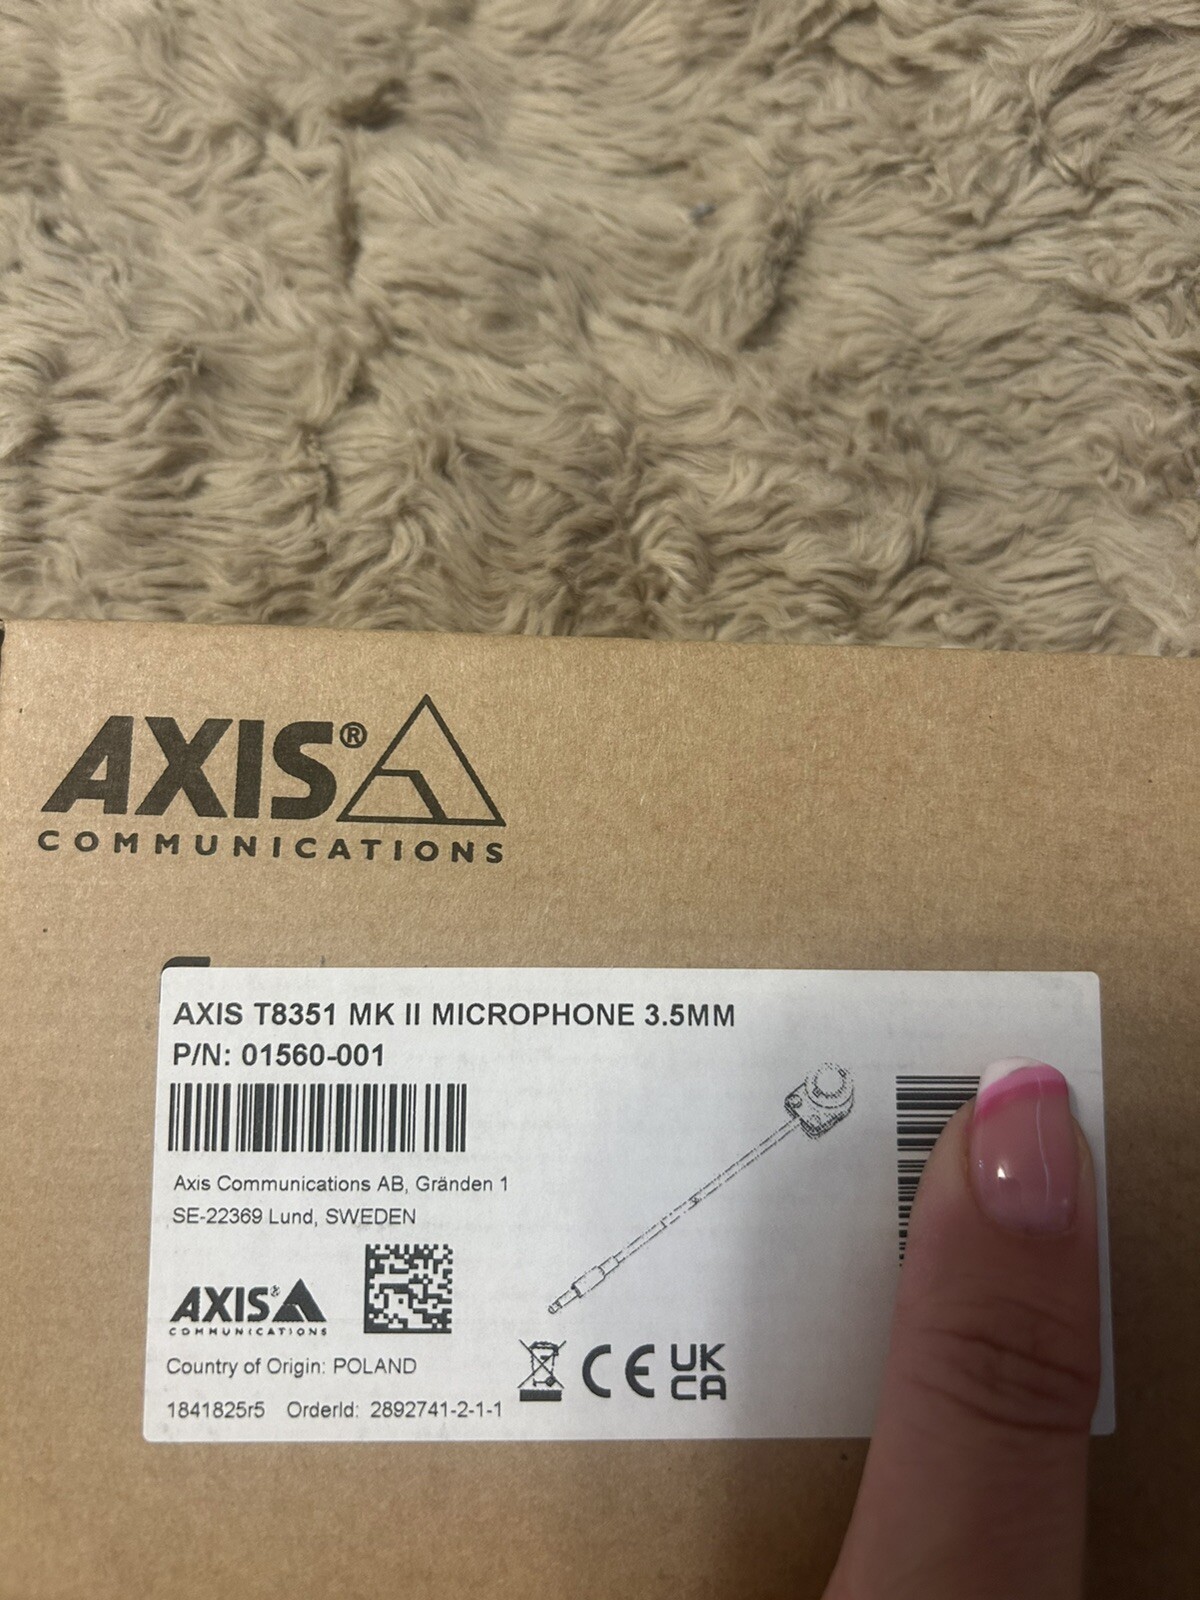 AXIS®
COMMUNICATIONS
AXIS T8351 MK II MICROPHONE 3.5MM
P/N: 01560-001
Axis Communications AB, Gränden 1
SE-22369 Lund, SWEDEN
AXIS
COMMUNICATIONS
Country of Origin: POLAND
1841825r5 OrderId: 2892741-2-1-1
CE
UK
CA